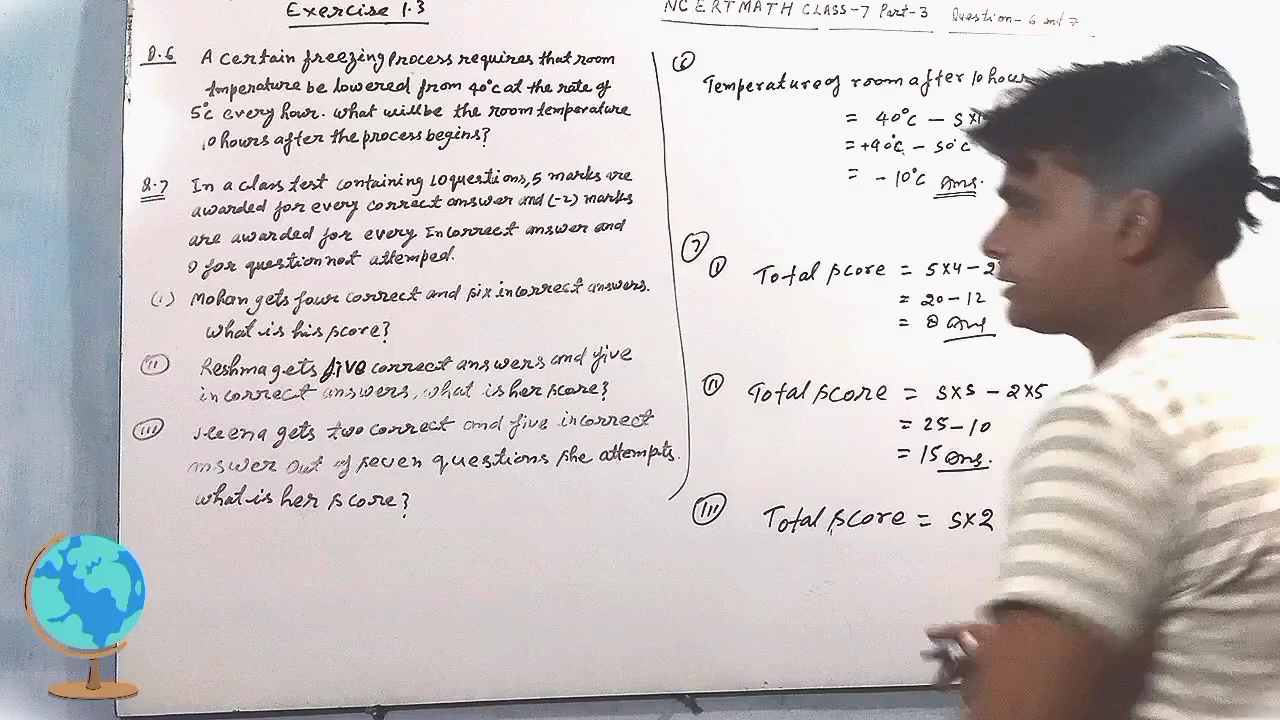 Exercise 1.3
NCERT MATH CLASS-7 Part-3 Question-6 and 7
Q.6 A certain freezing Process requires that room
tmperature be lowered from 40°C at the rate of
5°C every hour. what will be the room temperature
10 hours after the process begins?
Q.7 In a class test containing 10 questions, 5 marks are
awarded for every correct answer and (-2) marks
are awarded for every Incorrect answer and
0 for question not attemped.
(i) Mohan gets four correct and six incorrect answers.
what is his score?
(ii) Reshma gets five correct answers and five
incorrect answers, what is her score?
(iii) Heena gets two correct and five incorrect
answer out of seven questions she attempts.
what is her score?
(6) Temperature of room after 10 hours
= 40°C - 5×10
= +40°C - 50°C
= -10°C Ans.
(7) (i) Total score = 5×4-2
= 20-12
= 8 Ans
(ii) Total score = 5×5 - 2×5
= 25-10
= 15 Ans.
(iii) Total score = 5×2